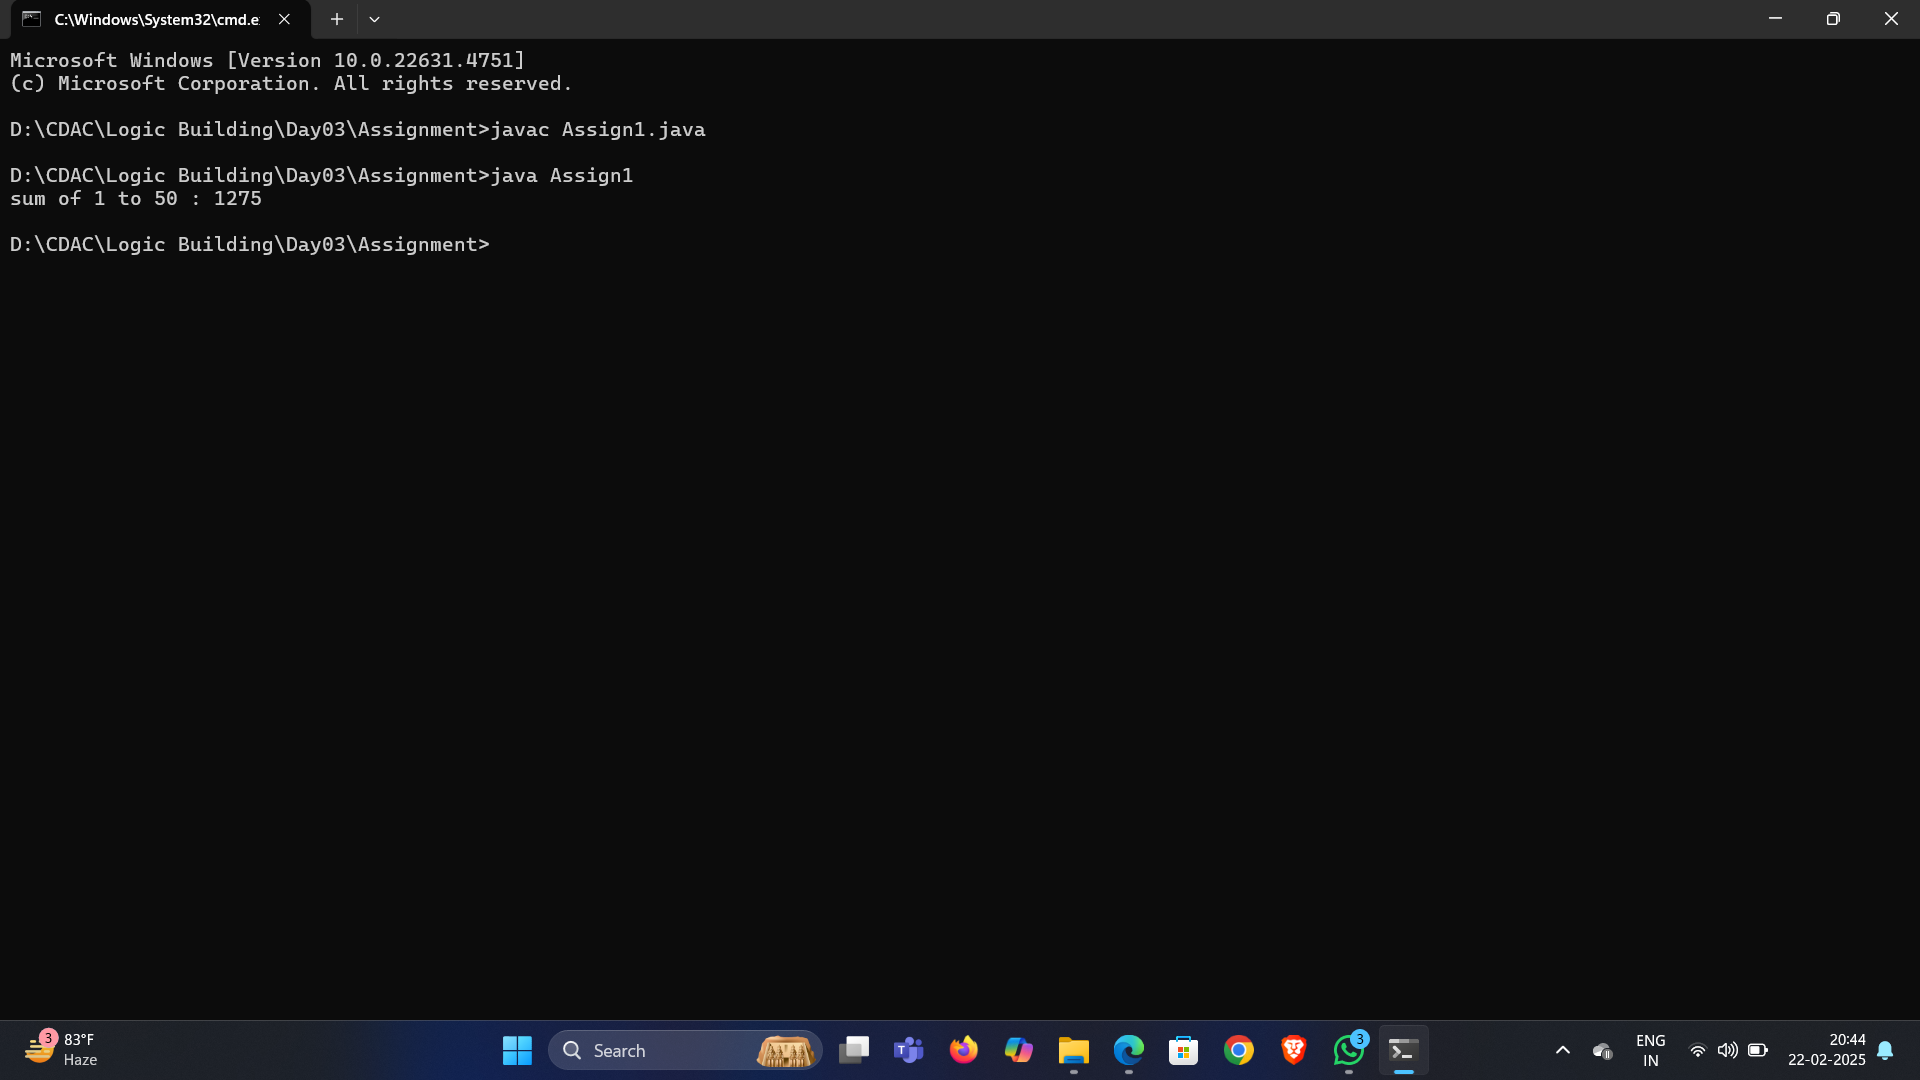 C:\Windows\System32\cmd.e
Microsoft Windows [Version 10.0.22631.4751]
(c) Microsoft Corporation. All rights reserved.
D:\CDAC\Logic Building\Day03\Assignment>javac Assign1.java
D:\CDAC\Logic Building\Day03\Assignment>java Assign1
sum of 1 to 50 : 1275
D:\CDAC\Logic Building\Day03\Assignment>
3
83°F
Haze
Search
3
ENG
IN
20:44
22-02-2025